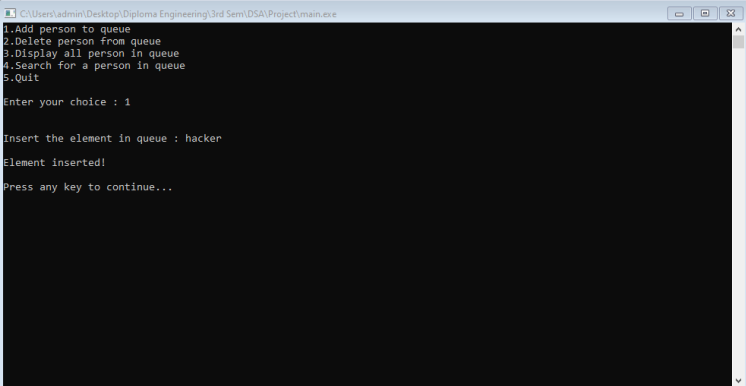 C:\Users\admin\Desktop\Diploma Engineering\3rd Sem\DSA\Project\main.exe
1.Add person to queue
2.Delete person from queue
3.Display all person in queue
4.Search for a person in queue
5.Quit
Enter your choice : 1
Insert the element in queue : hacker
Element inserted!
Press any key to continue...